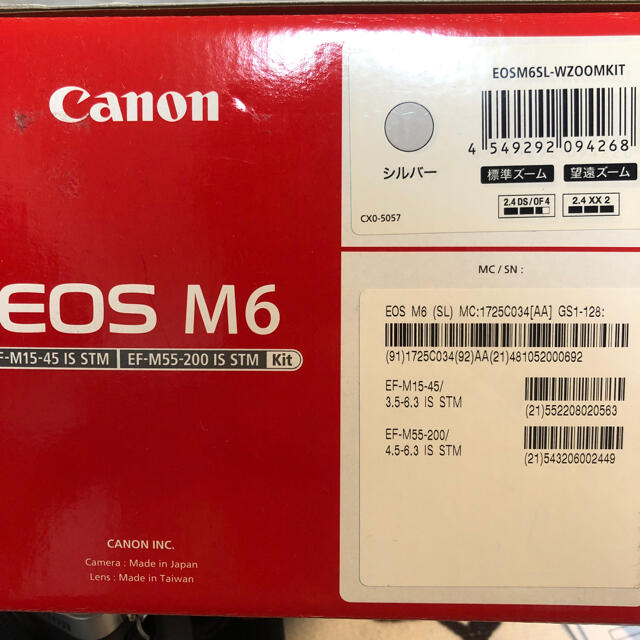 Canon
EOS M6
F-M15-45 IS STM | EF-M55-200 IS STM Kit
CANON INC.
Camera : Made in Japan
Lens : Made in Taiwan
EOSM6SL-WZOOMKIT
4 549292 094268
シルバー
標準ズーム 望遠ズーム
2.4 DS/OF 4 2.4 XX 2
CX0-5057
MC / SN :
EOS M6 (SL) MC:1725C034[AA] GS1-128:
(91)1725C034(92)AA(21)481052000692
EF-M15-45/
3.5-6.3 IS STM
(21)552208020563
EF-M55-200/
4.5-6.3 IS STM
(21)543206002449